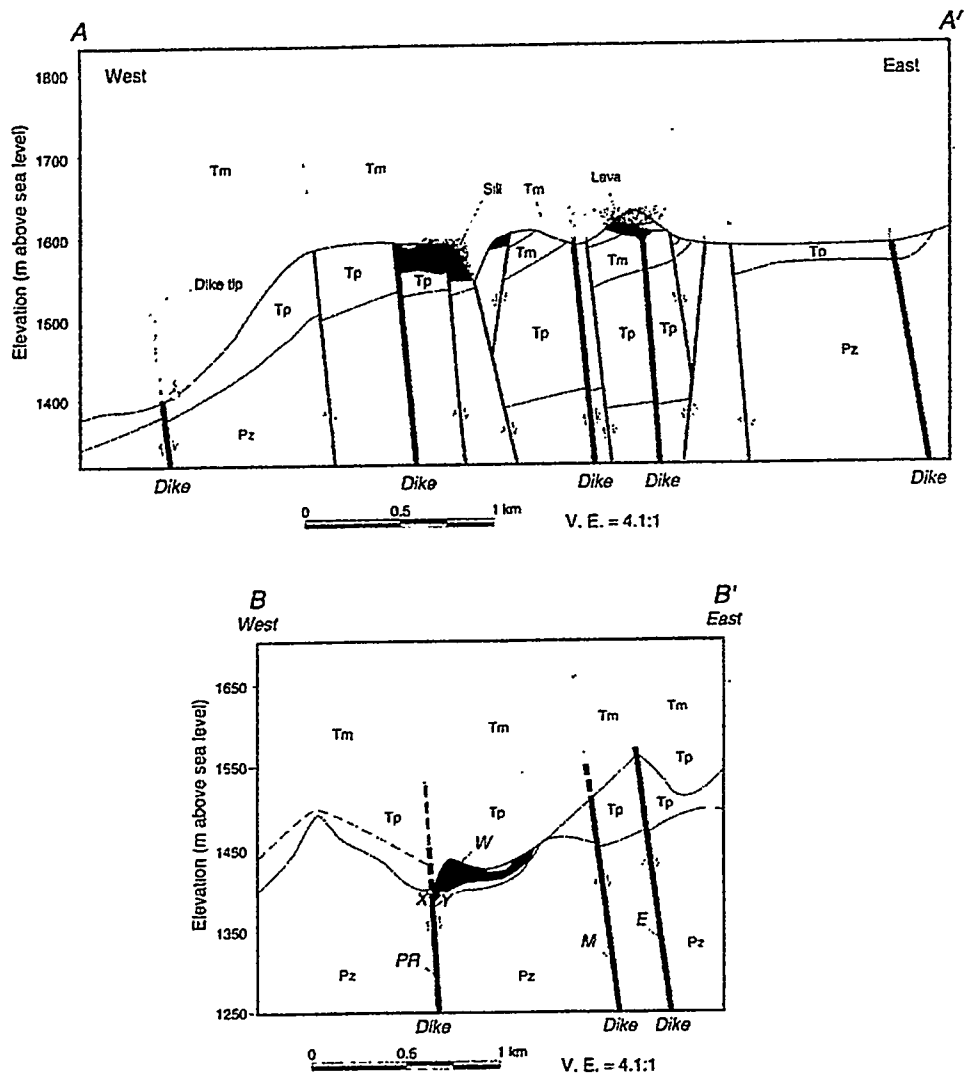 A A'
West East
Elevation (m above sea level)
1800
1700
1600
1500
1400
Tm Tm Sill Tm Lava
Tp Tp Tm Tm Tp
Dike tip Tp Tp Tp Tp
Pz Pz
Dike Dike Dike Dike Dike
0 0.5 1 km V. E. = 4.1:1
B B'
West East
Elevation (m above sea level)
1650
1550
1450
1350
1250
Tm Tm Tm Tm
Tp Tp Tp Tp Tp
W
X Y
PR M E
Pz Pz Pz
Dike Dike Dike
0 0.6 1 km V. E. = 4.1:1